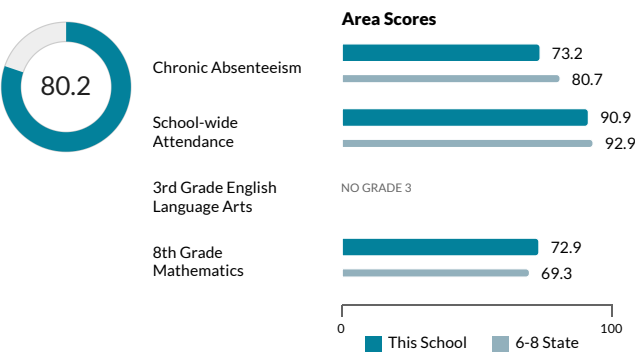 Area Scores
80.2
Chronic Absenteeism
73.2
80.7
School-wide
Attendance
90.9
92.9
3rd Grade English
Language Arts
NO GRADE 3
8th Grade
Mathematics
72.9
69.3
0
100
This School
6-8 State